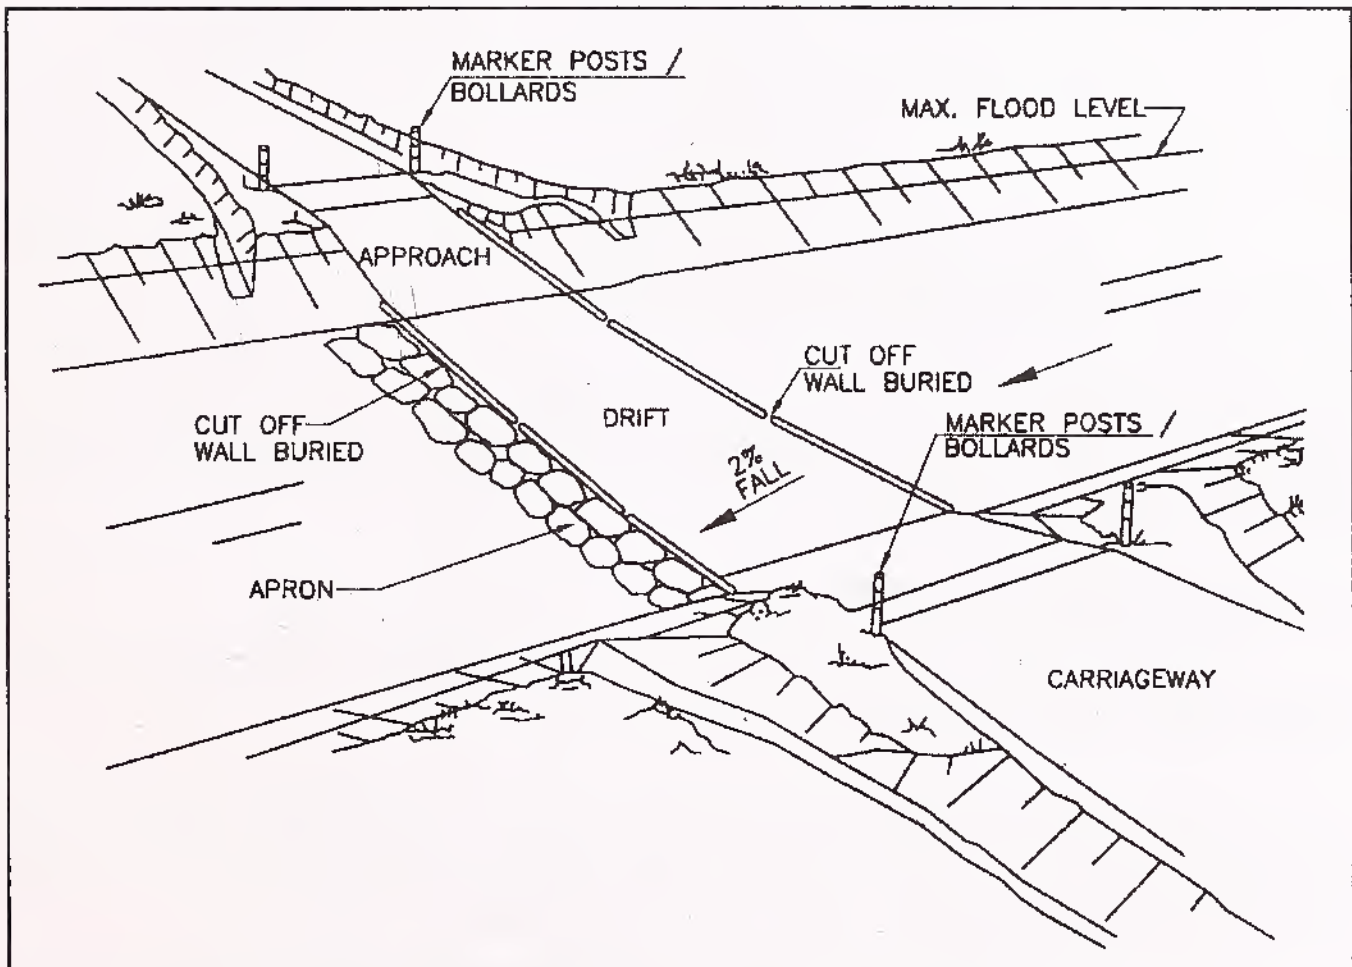 MARKER POSTS /
BOLLARDS
MAX. FLOOD LEVEL
APPROACH
CUT OFF
WALL BURIED
DRIFT
CUT OFF
WALL BURIED
MARKER POSTS /
BOLLARDS
2%
FALL
APRON
CARRIAGEWAY